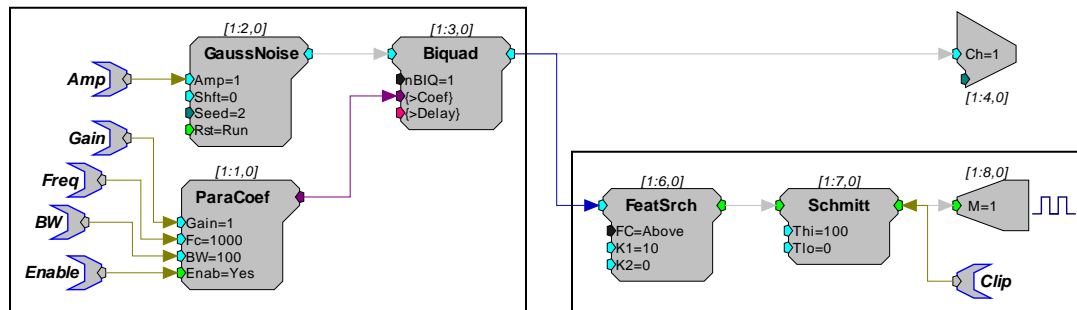 [1:2,0]
GaussNoise
Amp=1
Shft=0
Seed=2
Rst=Run
[1:3,0]
Biquad
nBIQ=1
{>Coef}
{>Delay}
Ch=1
[1:4,0]
Amp
Gain
Freq
BW
Enable
[1:1,0]
ParaCoef
Gain=1
Fc=1000
BW=100
Enab=Yes
[1:6,0]
FeatSrch
FC=Above
K1=10
K2=0
[1:7,0]
Schmitt
Thi=100
Tlo=0
[1:8,0]
M=1
Clip